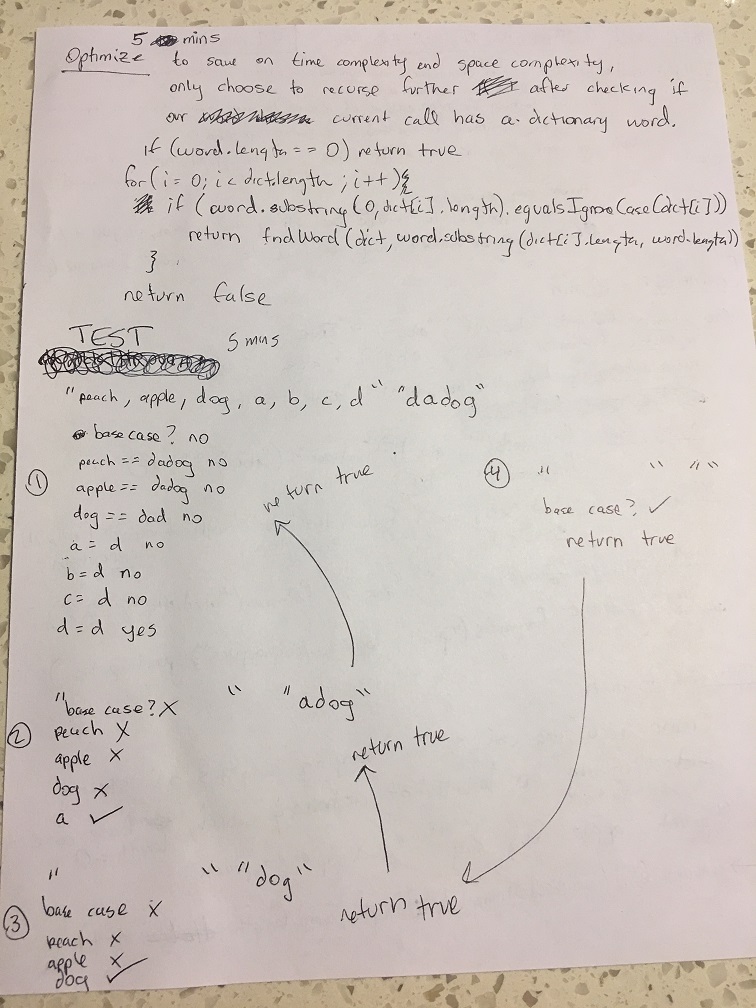 5 mins
Optimize to save on time complexity and space complexity,
only choose to recurse further after checking if
our current call has a dictionary word.
if (word.length == 0) return true
for(i = 0; i < dict.length; i++){
if (word.substring(0, dict[i].length).equalsIgnoreCase(dict[i]))
return findWord(dict, word.substring(dict[i].length, word.length))
}
return false
TEST 5 mins
"peach, apple, dog, a, b, c, d" "dadog"
base case? no
① peach == dadog no
apple == dadog no
dog == dad no
a = d no
b = d no
c = d no
d = d yes
return true
④ " " ""
base case? ✓
return true
" " "adog"
base case? X
② peach X
apple X
dog X
a ✓
return true
" " "dog"
③ base case X
peach X
apple X
dog ✓
return true